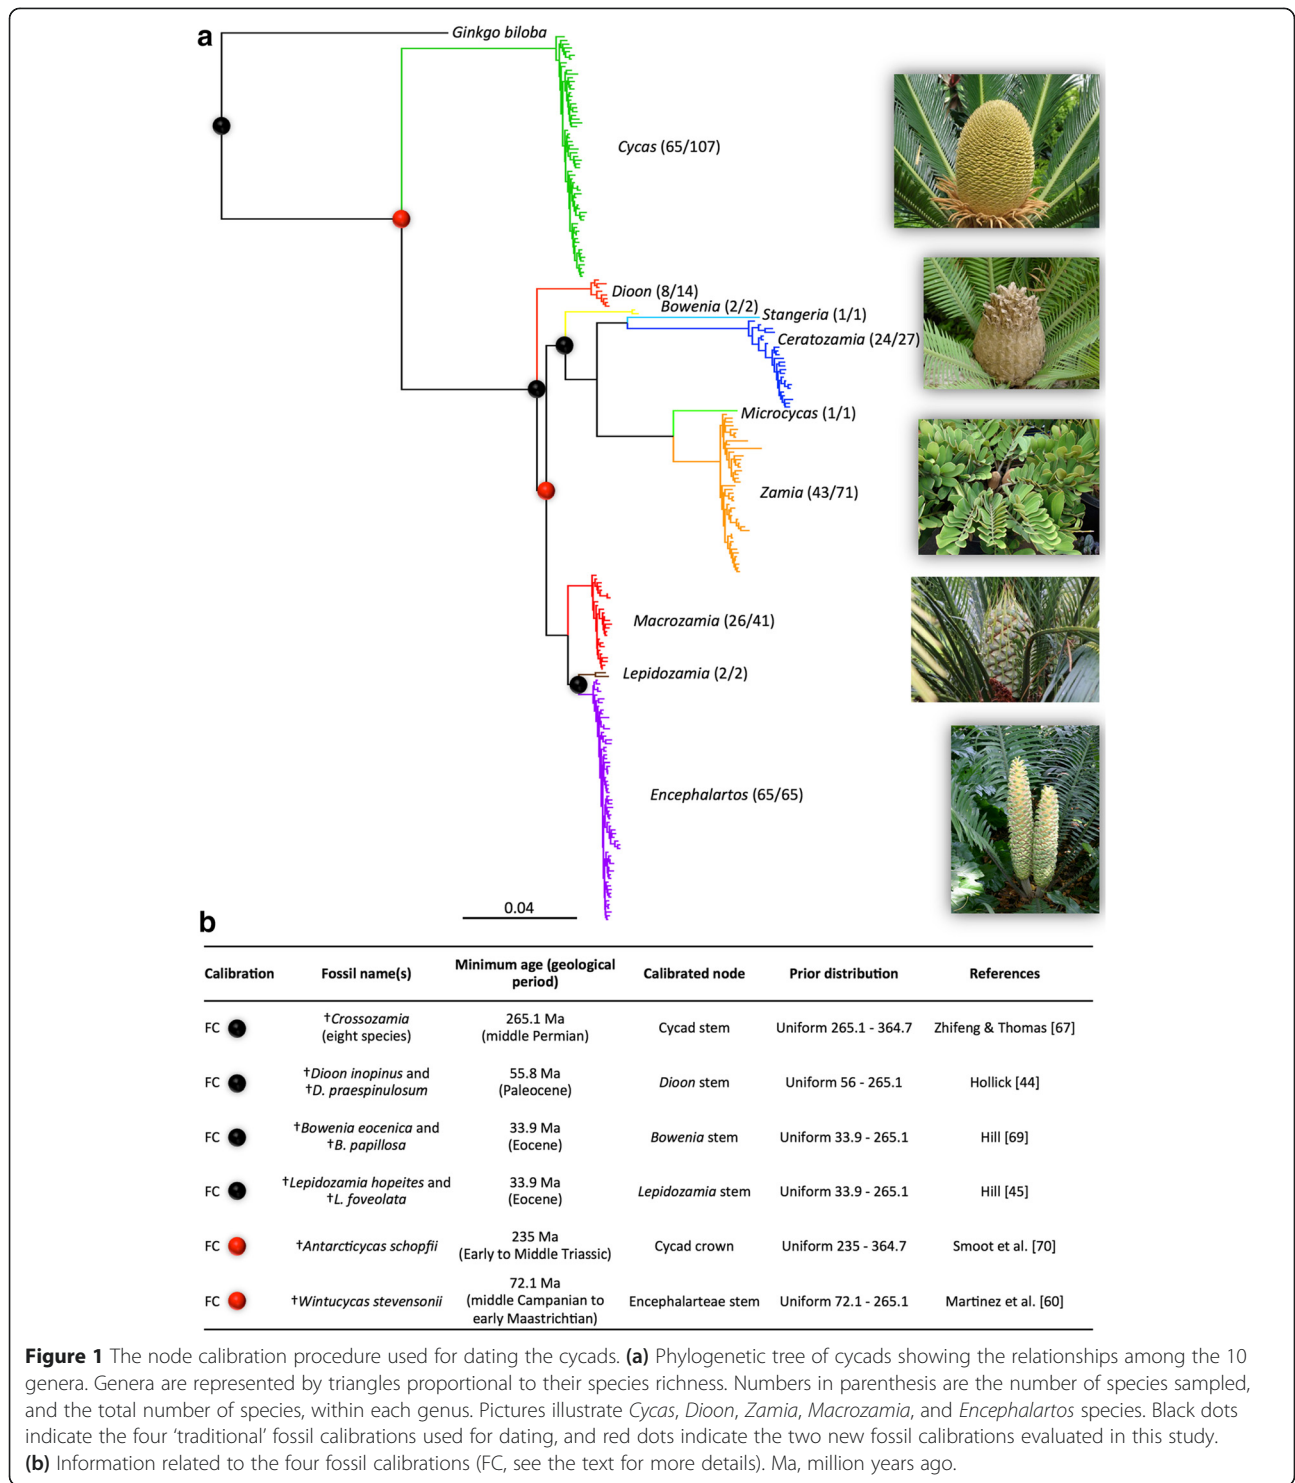 a
Ginkgo biloba
Cycas (65/107)
Dioon (8/14)
Bowenia (2/2)
Stangeria (1/1)
Ceratozamia (24/27)
Microcycas (1/1)
Zamia (43/71)
Macrozamia (26/41)
Lepidozamia (2/2)
Encephalartos (65/65)
0.04
b
Calibration Fossil name(s) Minimum age (geological period) Calibrated node Prior distribution References
FC †Crossozamia (eight species) 265.1 Ma (middle Permian) Cycad stem Uniform 265.1 - 364.7 Zhifeng & Thomas [67]
FC †Dioon inopinus and †D. praespinulosum 55.8 Ma (Paleocene) Dioon stem Uniform 56 - 265.1 Hollick [44]
FC †Bowenia eocenica and †B. papillosa 33.9 Ma (Eocene) Bowenia stem Uniform 33.9 - 265.1 Hill [69]
FC †Lepidozamia hopeites and †L. foveolata 33.9 Ma (Eocene) Lepidozamia stem Uniform 33.9 - 265.1 Hill [45]
FC †Antarcticycas schopfii 235 Ma (Early to Middle Triassic) Cycad crown Uniform 235 - 364.7 Smoot et al. [70]
FC †Wintucycas stevensonii 72.1 Ma (middle Campanian to early Maastrichtian) Encephalarteae stem Uniform 72.1 - 265.1 Martinez et al. [60]
Figure 1 The node calibration procedure used for dating the cycads. (a) Phylogenetic tree of cycads showing the relationships among the 10
genera. Genera are represented by triangles proportional to their species richness. Numbers in parenthesis are the number of species sampled,
and the total number of species, within each genus. Pictures illustrate Cycas, Dioon, Zamia, Macrozamia, and Encephalartos species. Black dots
indicate the four ‘traditional’ fossil calibrations used for dating, and red dots indicate the two new fossil calibrations evaluated in this study.
(b) Information related to the four fossil calibrations (FC, see the text for more details). Ma, million years ago.